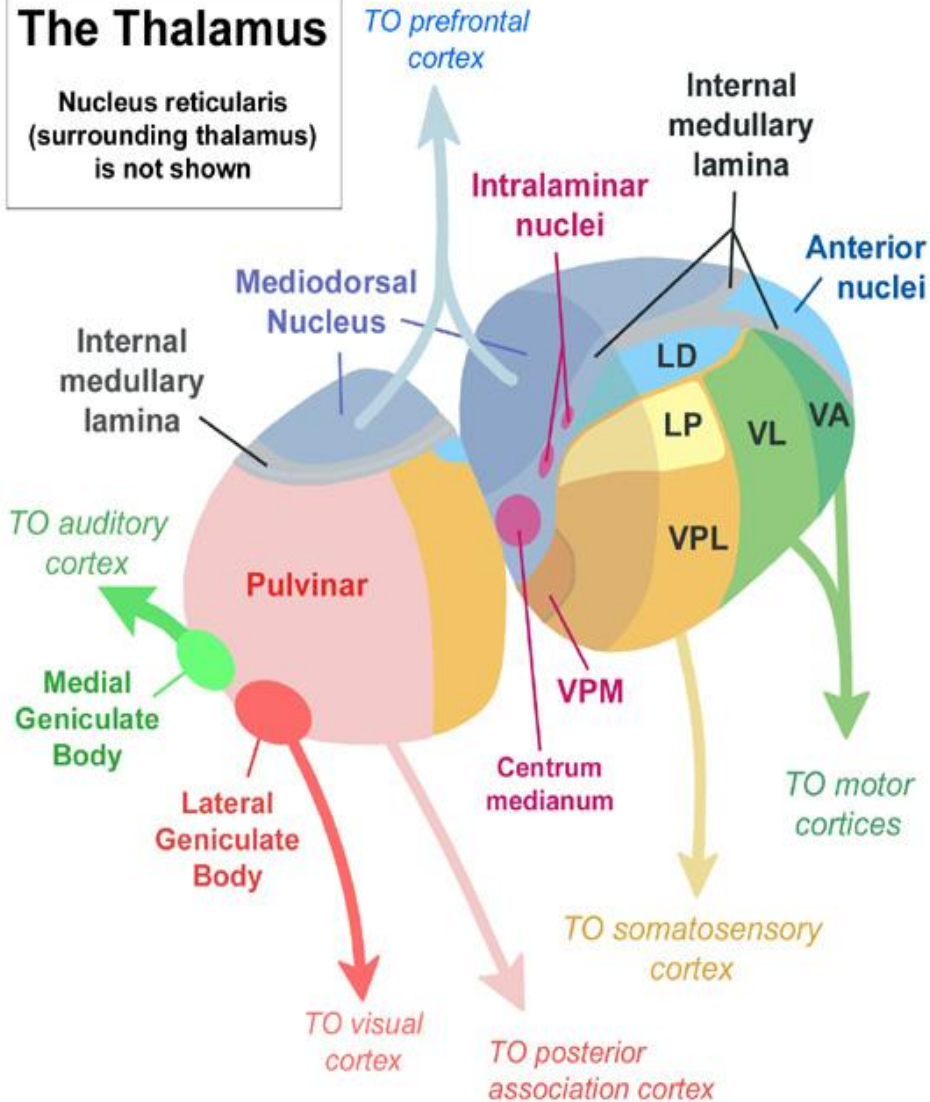 The Thalamus
Nucleus reticularis
(surrounding thalamus)
is not shown
TO prefrontal
cortex
Internal
medullary
lamina
Intralaminar
nuclei
Anterior
nuclei
Mediodorsal
Nucleus
Internal
medullary
lamina
LD
LP
VL
VA
TO auditory
cortex
VPL
Pulvinar
Medial
Geniculate
Body
VPM
Centrum
medianum
Lateral
Geniculate
Body
TO motor
cortices
TO somatosensory
cortex
TO visual
cortex
TO posterior
association cortex